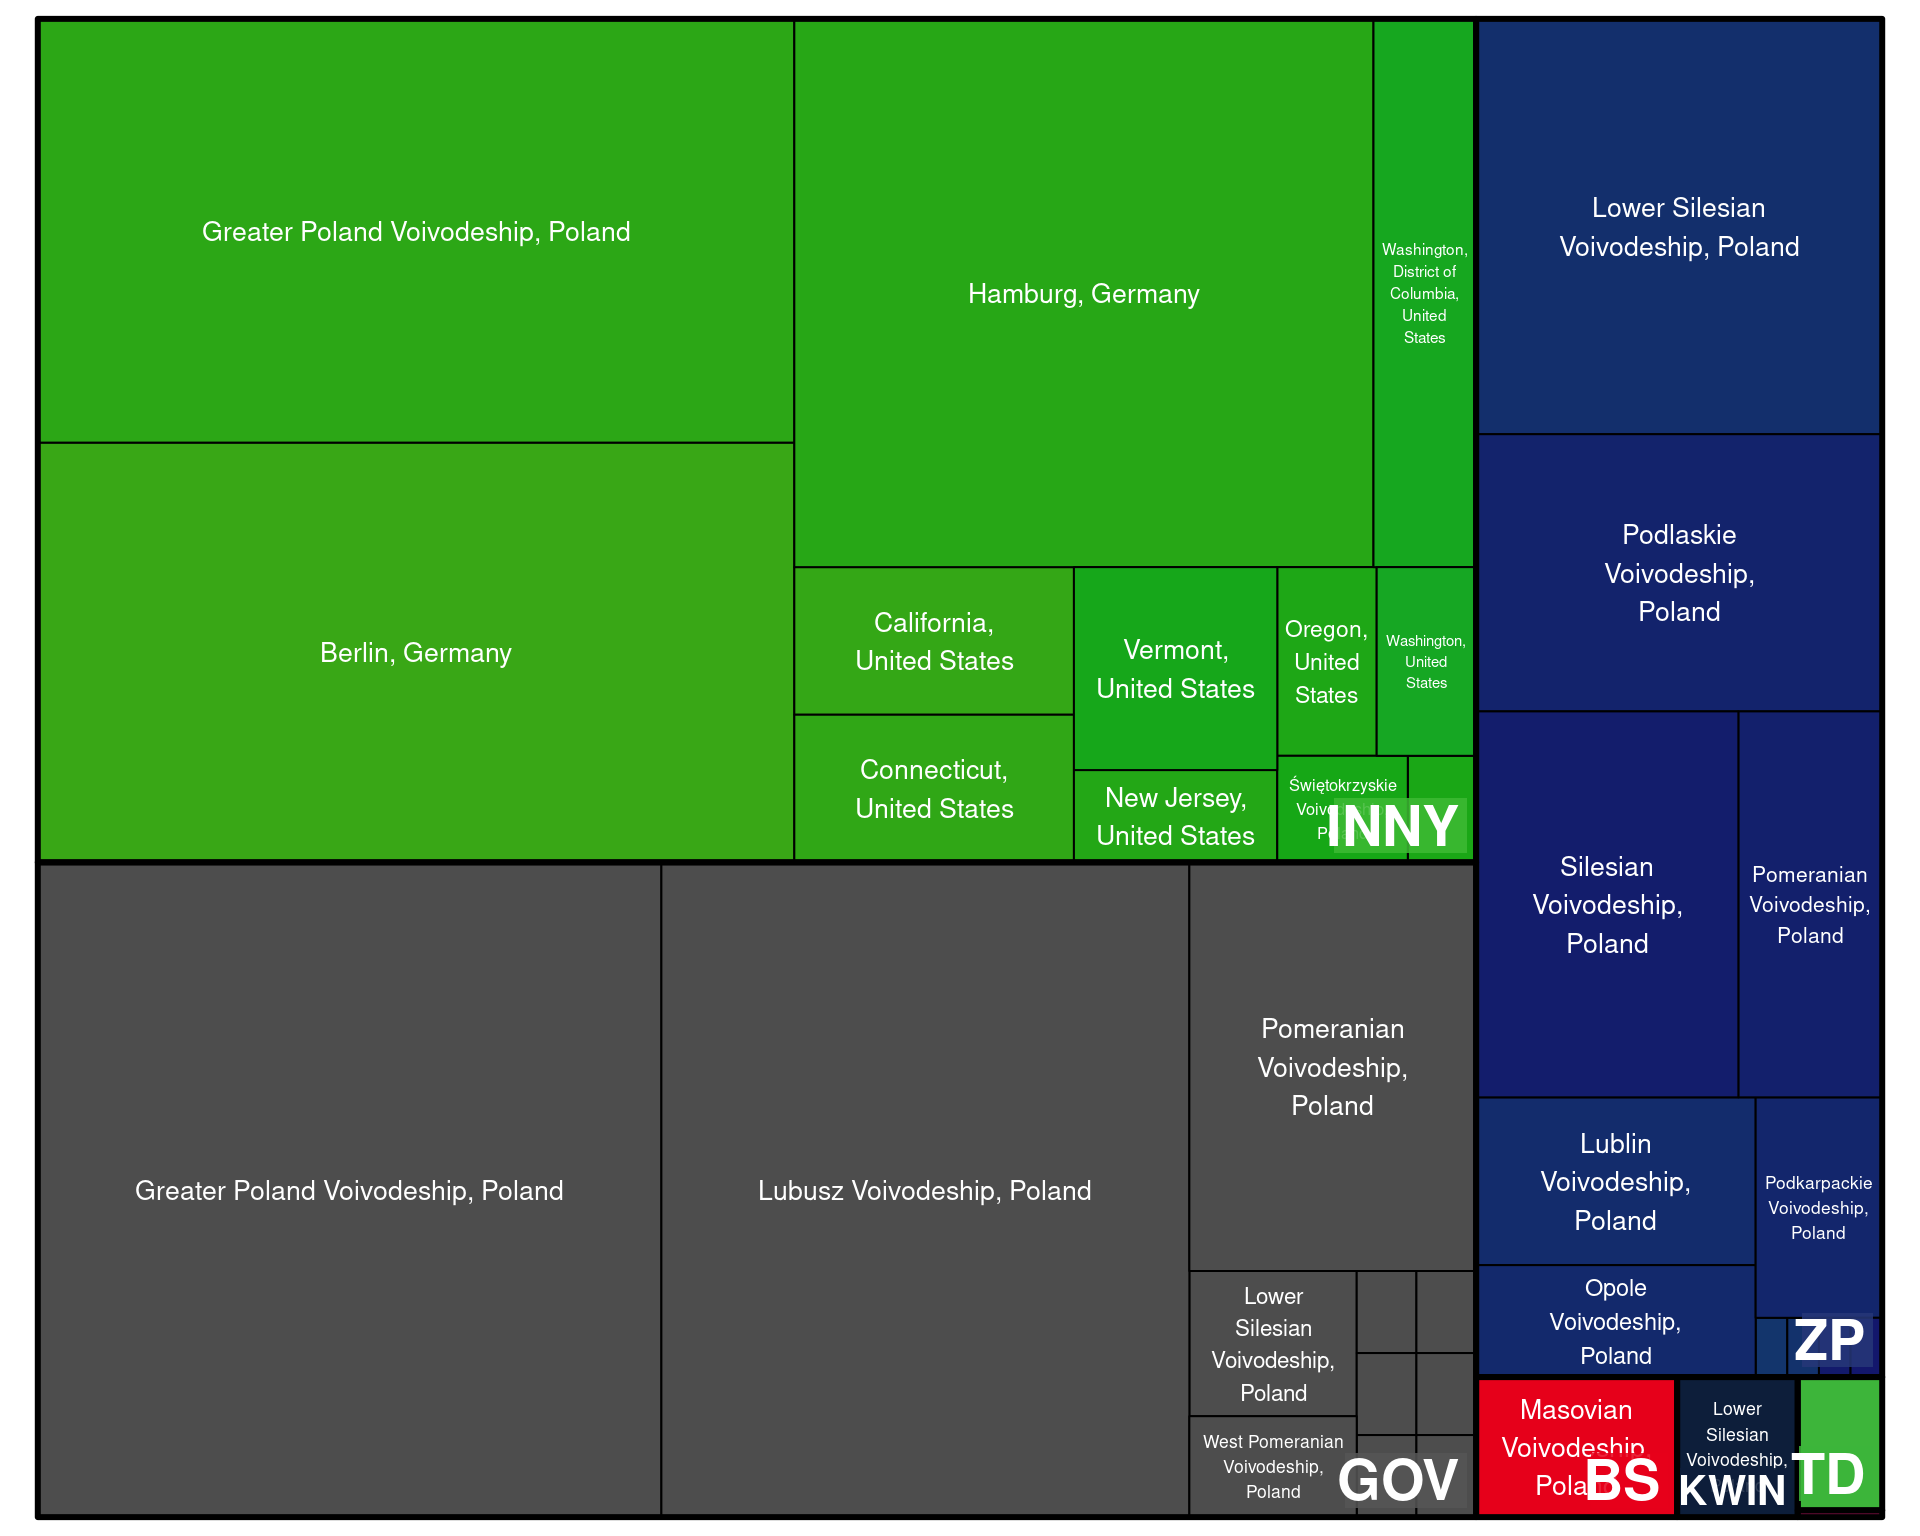 Greater Poland Voivodeship, Poland
Berlin, Germany
Hamburg, Germany
Washington,
District of
Columbia,
United
States
California,
United States
Connecticut,
United States
Vermont,
United States
New Jersey,
United States
Oregon,
United
States
Washington,
United
States
Świętokrzyskie
INNY
Greater Poland Voivodeship, Poland
Lubusz Voivodeship, Poland
Pomeranian
Voivodeship,
Poland
Lower
Silesian
Voivodeship,
Poland
West Pomeranian
Voivodeship,
Poland
GOV
Lower Silesian
Voivodeship, Poland
Podlaskie
Voivodeship,
Poland
Silesian
Voivodeship,
Poland
Pomeranian
Voivodeship,
Poland
Lublin
Voivodeship,
Poland
Podkarpackie
Voivodeship,
Poland
Opole
Voivodeship,
Poland
ZP
Masovian
Voivodeship,
BS
Lower
Silesian
Voivodeship,
KWIN
TD